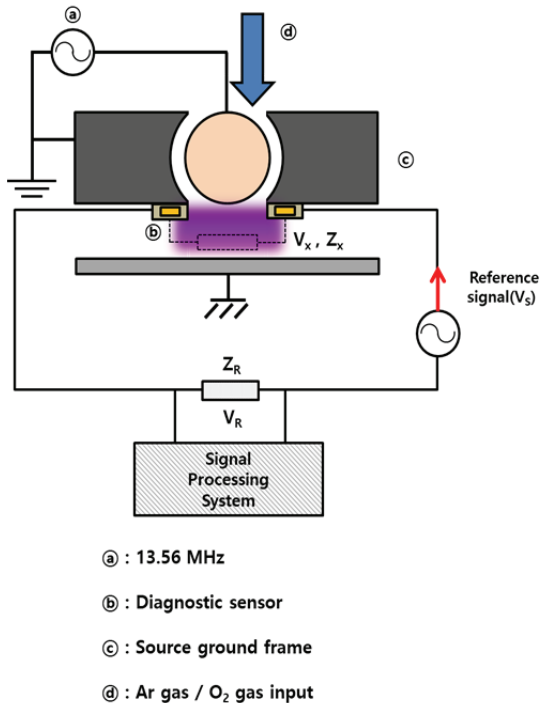 ⓐ
ⓓ
ⓒ
ⓑ
Vx , Zx
Reference
signal(VS)
ZR
VR
Signal
Processing
System
ⓐ : 13.56 MHz
ⓑ : Diagnostic sensor
ⓒ : Source ground frame
ⓓ : Ar gas / O2 gas input